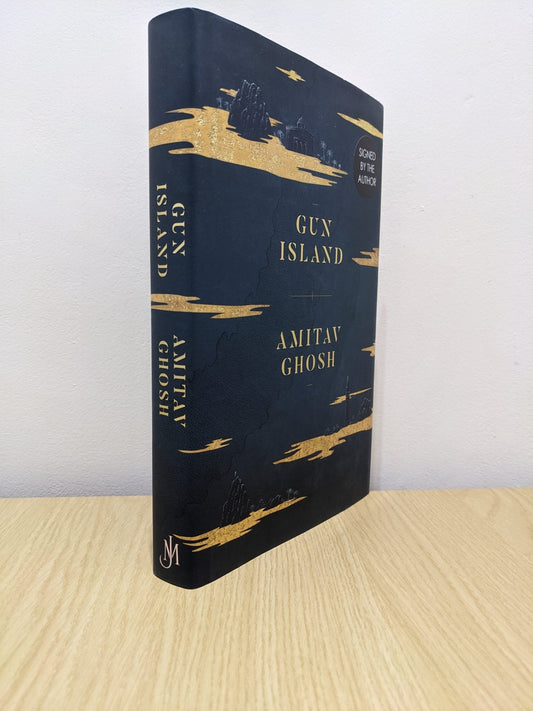 GUN
ISLAND
AMITAV
GHOSH
JM
SIGNED
BY THE
AUTHOR
GUN
ISLAND
AMITAV
GHOSH